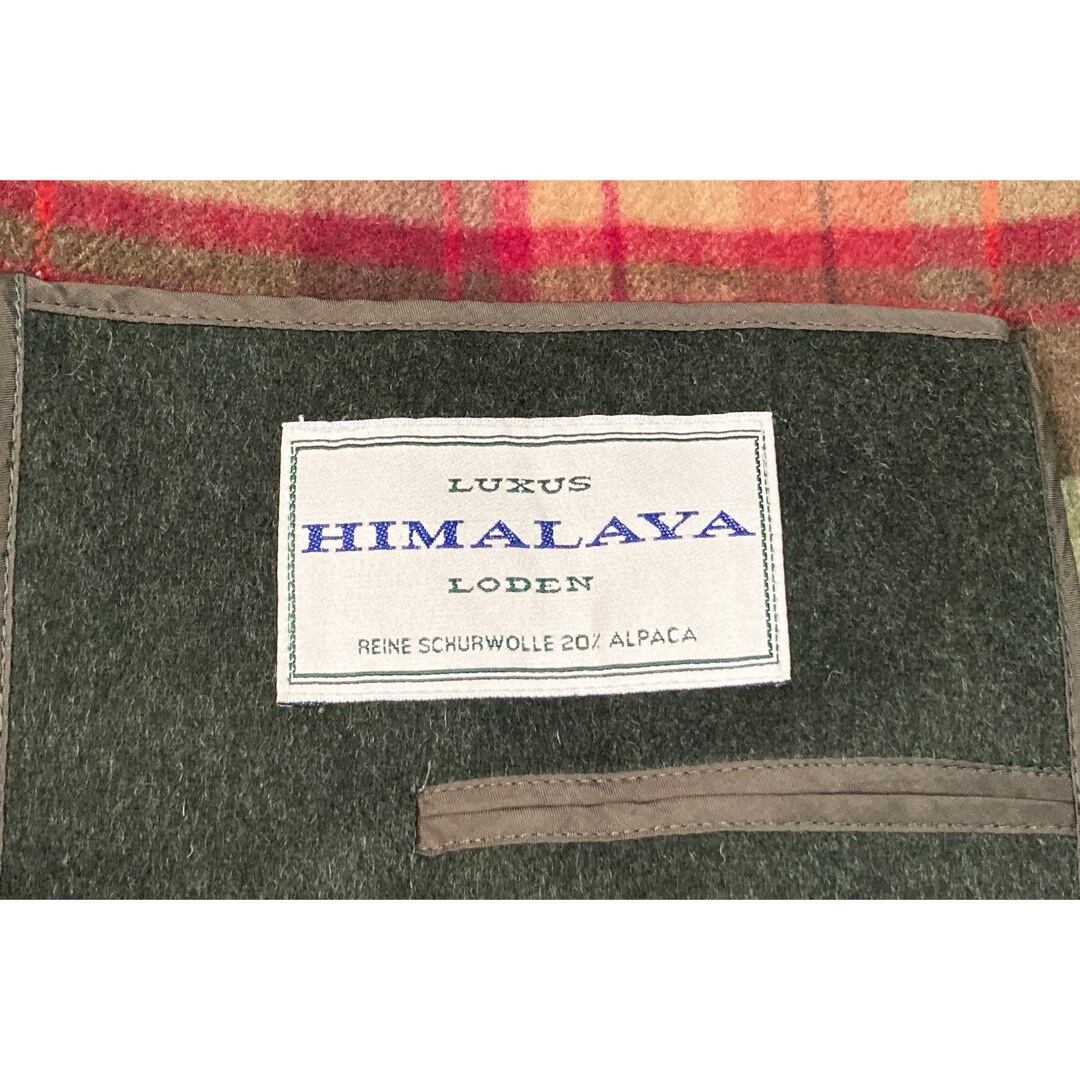 LUXUS
HIMALAYA
LODEN
REINE SCHURWOLLE 20% ALPACA